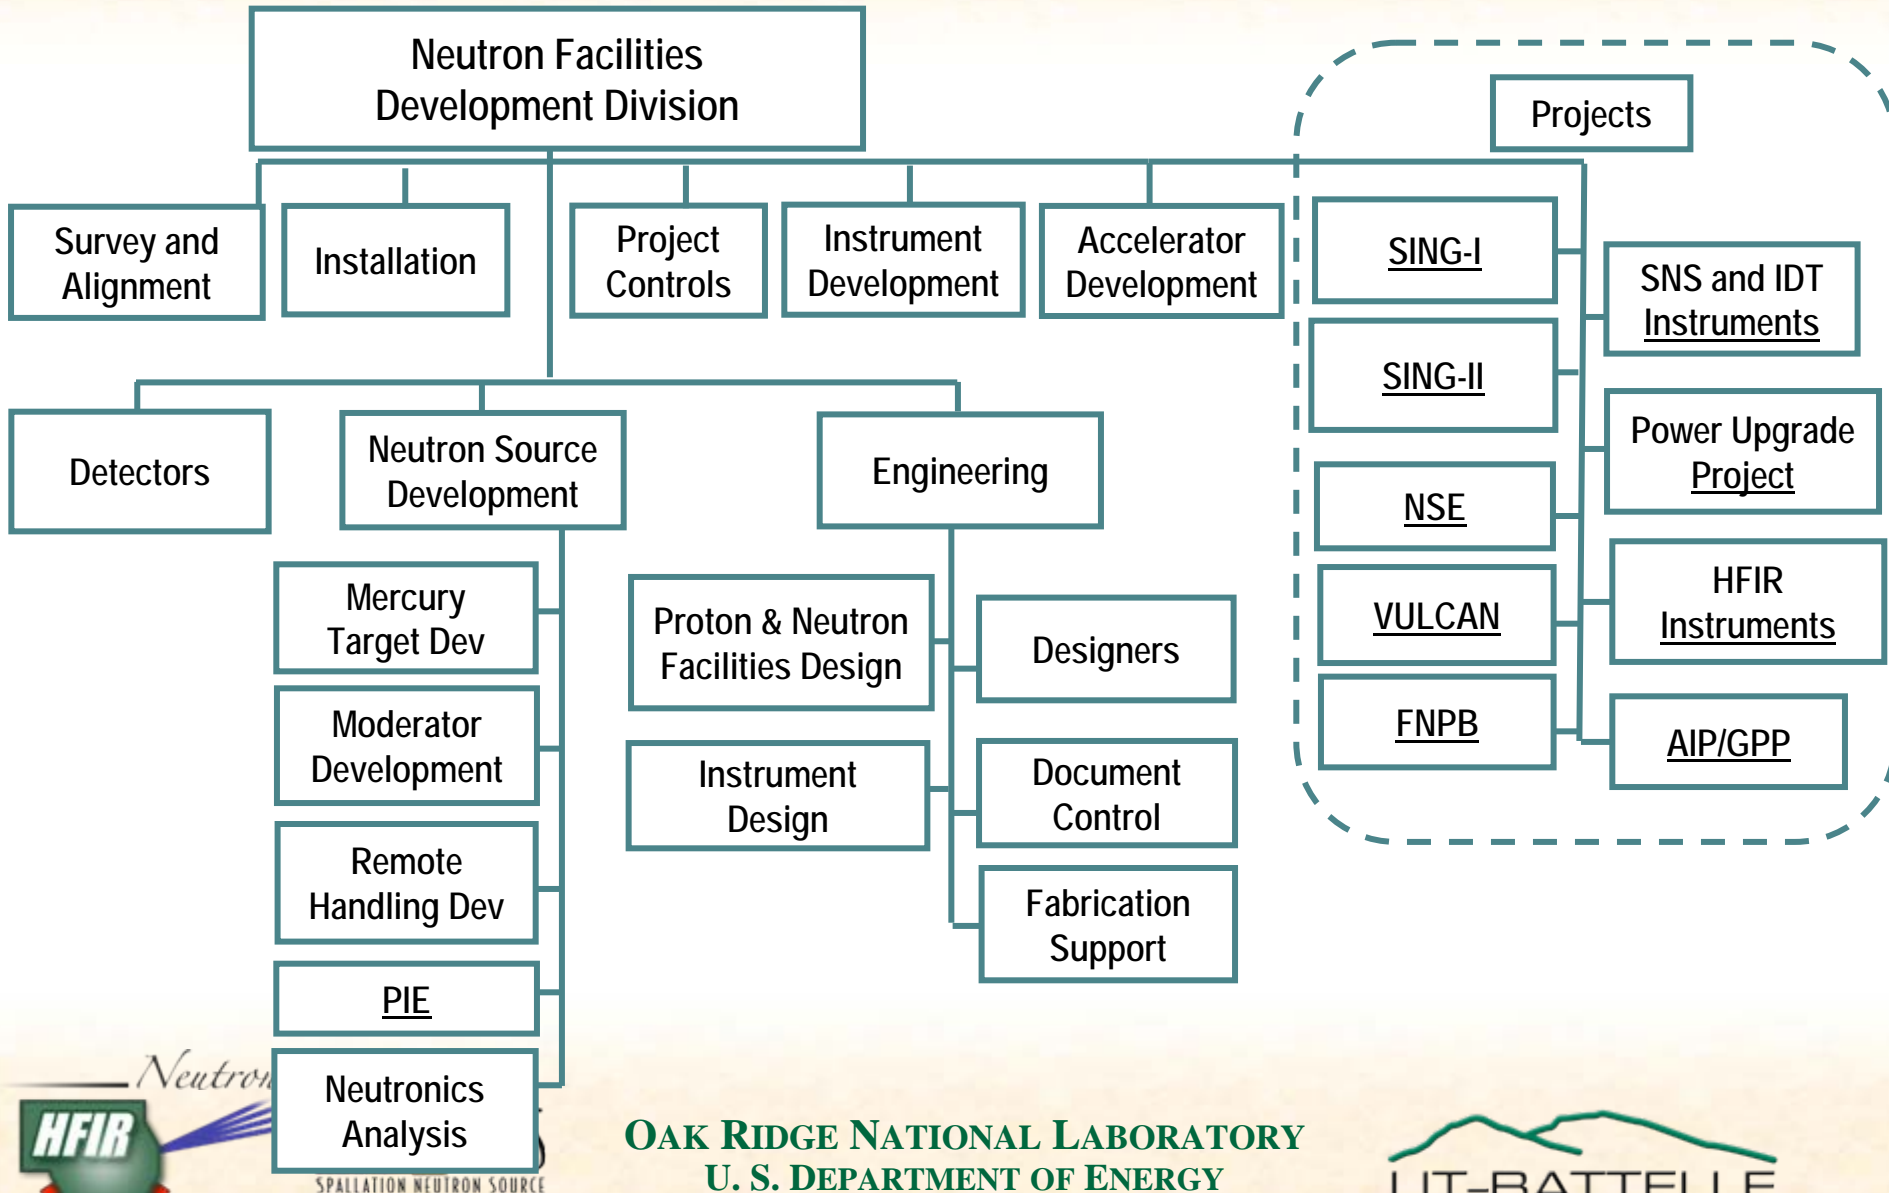 Neutron Facilities
Development Division
Projects
Survey and
Alignment
Installation
Project
Controls
Instrument
Development
Accelerator
Development
SING-I
SNS and IDT
Instruments
SING-II
Power Upgrade
Project
NSE
HFIR
Instruments
VULCAN
FNPB
AIP/GPP
Detectors
Neutron Source
Development
Engineering
Mercury
Target Dev
Moderator
Development
Remote
Handling Dev
PIE
Neutronics
Analysis
Proton & Neutron
Facilities Design
Designers
Instrument
Design
Document
Control
Fabrication
Support
Neutron
HFIR
SPALLATION NEUTRON SOURCE
OAK RIDGE NATIONAL LABORATORY
U. S. DEPARTMENT OF ENERGY
UT-BATTELLE